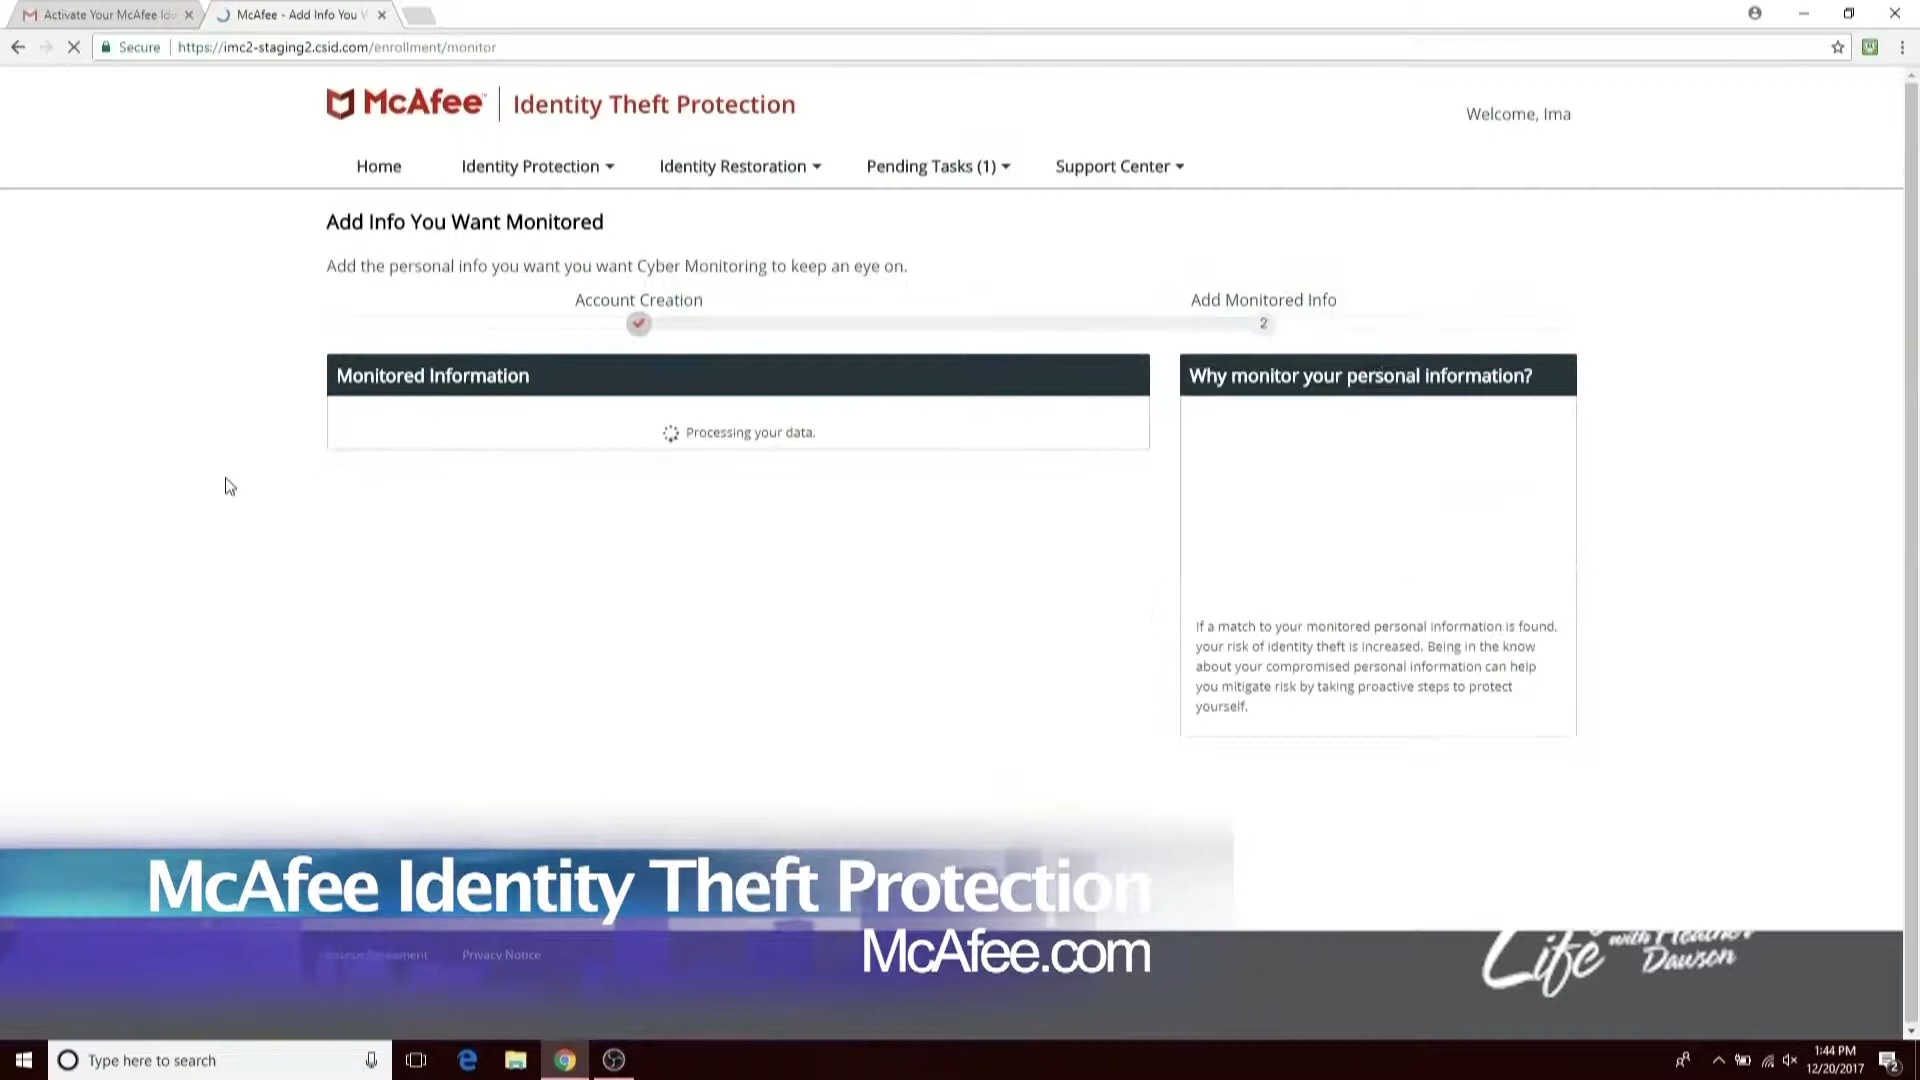 Activate Your McAfee Ide
McAfee - Add Info You W
Secure
https://imc2-staging2.csid.com/enrollment/monitor
McAfee™
Identity Theft Protection
Welcome, Ima
Home
Identity Protection
Identity Restoration
Pending Tasks (1)
Support Center
Add Info You Want Monitored
Add the personal info you want you want Cyber Monitoring to keep an eye on.
Account Creation
Add Monitored Info
2
Monitored Information
Why monitor your personal information?
Processing your data.
If a match to your monitored personal information is found,
your risk of identity theft is increased. Being in the know
about your compromised personal information can help
you mitigate risk by taking proactive steps to protect
yourself.
McAfee Identity Theft Protection
McAfee.com
Privacy Notice
Life with Heather
Dawson
Type here to search
1:44 PM
12/20/2017
2